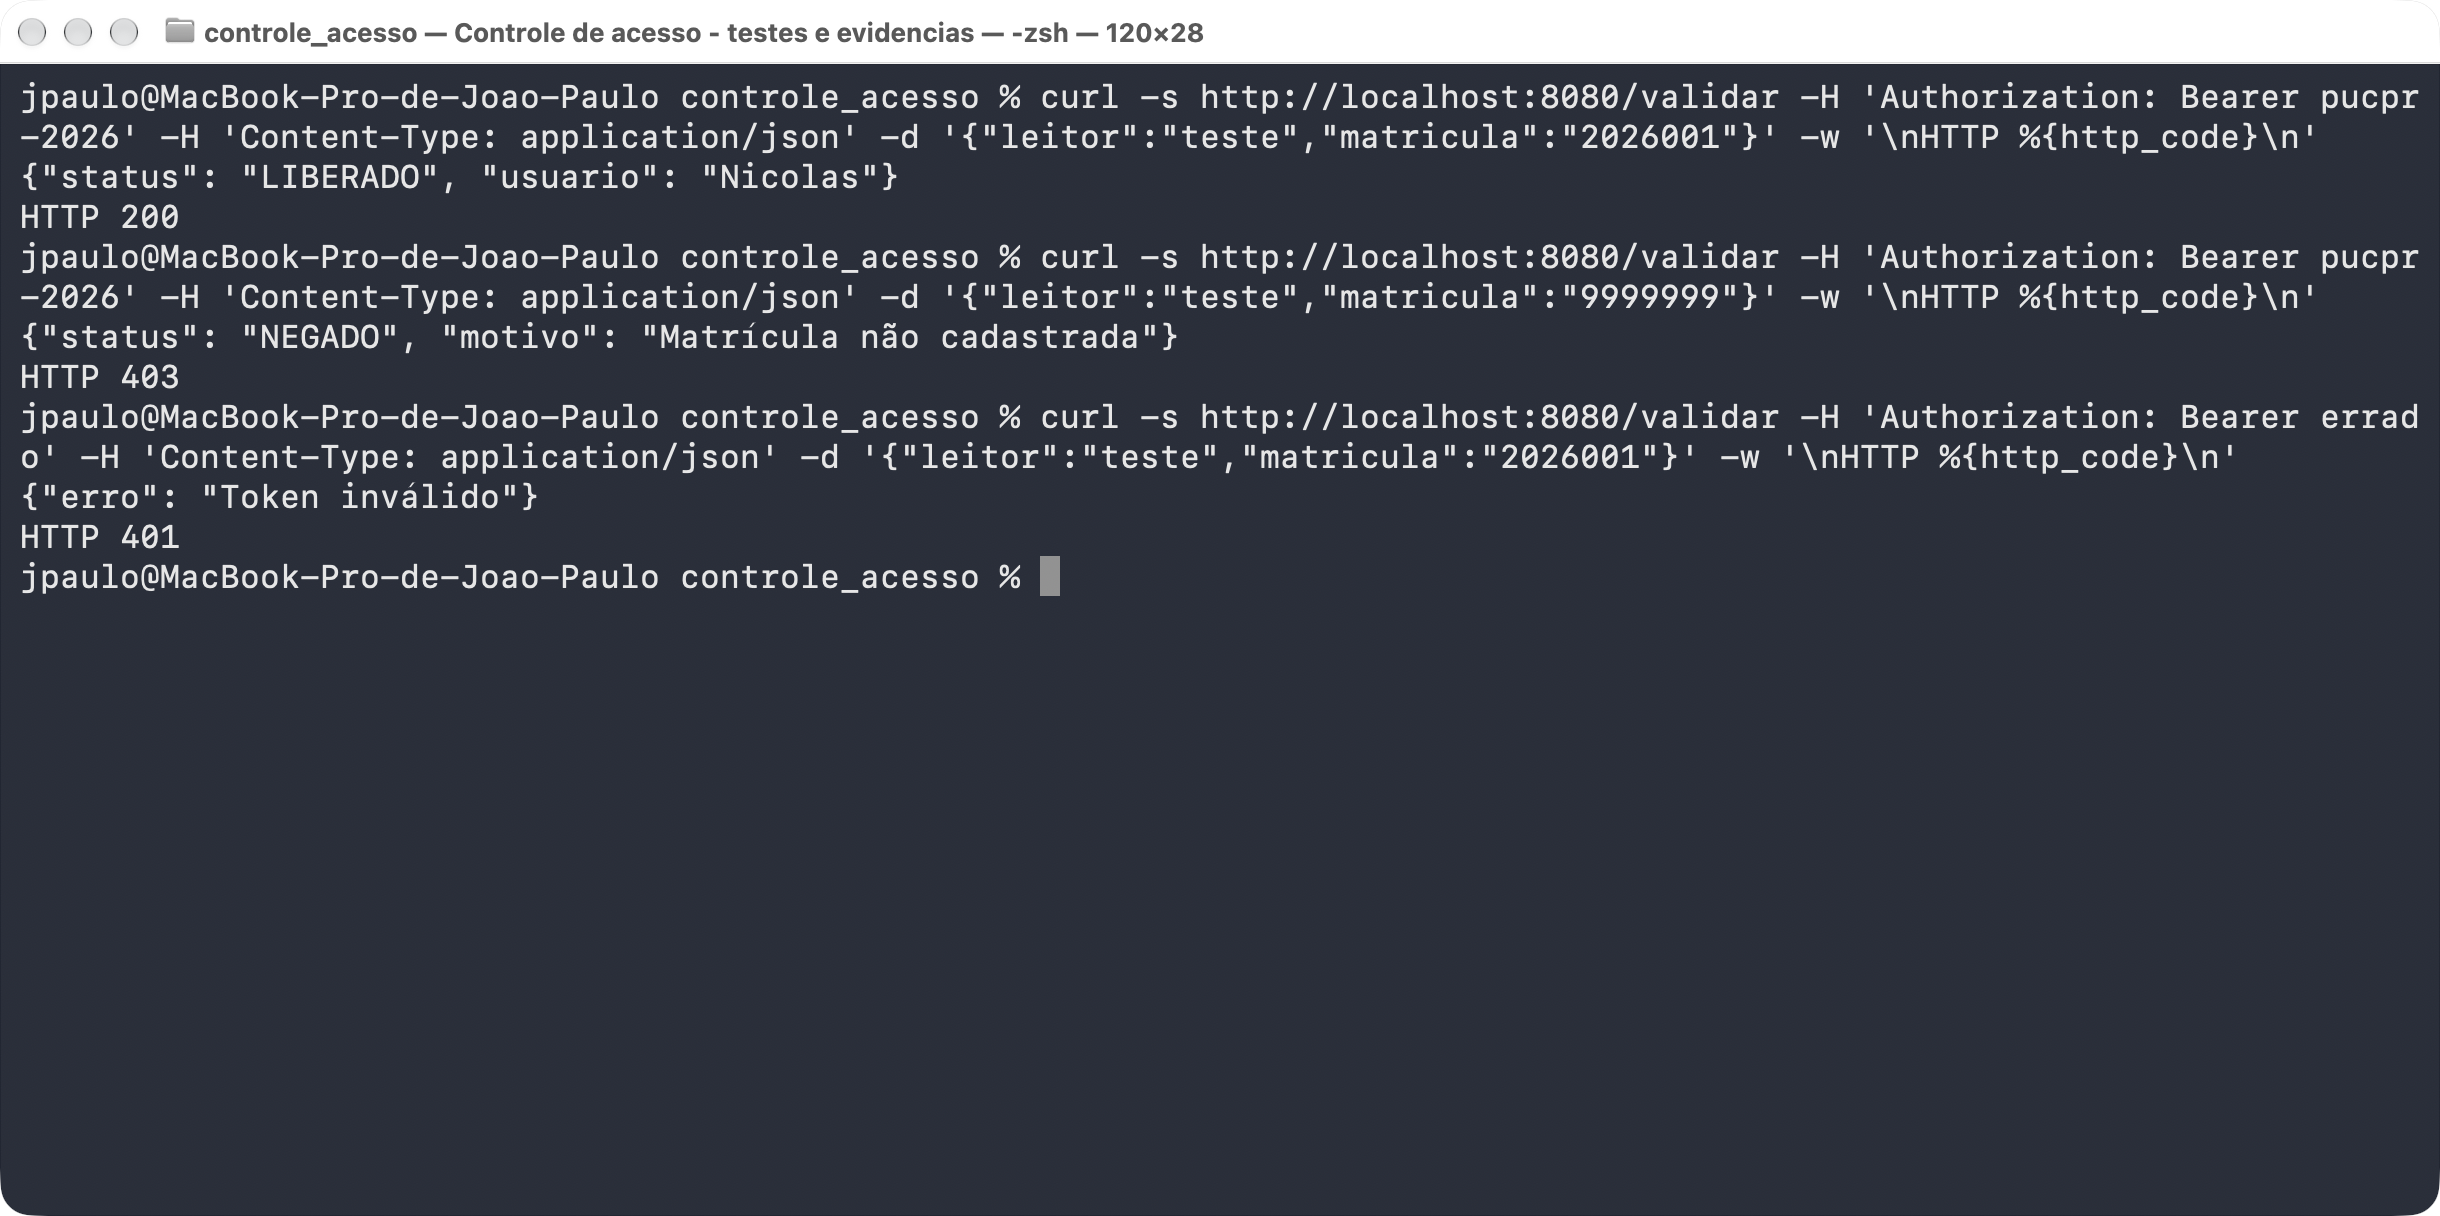 controle_acesso — Controle de acesso - testes e evidencias — -zsh — 120×28
jpaulo@MacBook-Pro-de-Joao-Paulo controle_acesso % curl -s http://localhost:8080/validar -H 'Authorization: Bearer pucpr
-2026' -H 'Content-Type: application/json' -d '{"leitor":"teste","matricula":"2026001"}' -w '\nHTTP %{http_code}\n'
{"status": "LIBERADO", "usuario": "Nicolas"}
HTTP 200
jpaulo@MacBook-Pro-de-Joao-Paulo controle_acesso % curl -s http://localhost:8080/validar -H 'Authorization: Bearer pucpr
-2026' -H 'Content-Type: application/json' -d '{"leitor":"teste","matricula":"9999999"}' -w '\nHTTP %{http_code}\n'
{"status": "NEGADO", "motivo": "Matrícula não cadastrada"}
HTTP 403
jpaulo@MacBook-Pro-de-Joao-Paulo controle_acesso % curl -s http://localhost:8080/validar -H 'Authorization: Bearer errad
o' -H 'Content-Type: application/json' -d '{"leitor":"teste","matricula":"2026001"}' -w '\nHTTP %{http_code}\n'
{"erro": "Token inválido"}
HTTP 401
jpaulo@MacBook-Pro-de-Joao-Paulo controle_acesso %